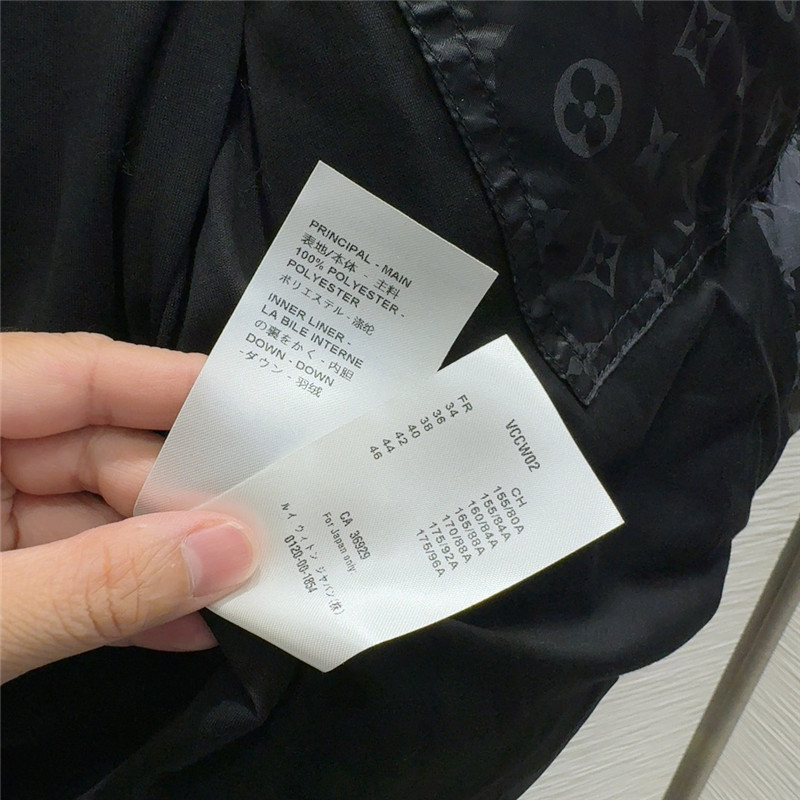 PRINCIPAL - MAIN
表地/本体 - 主料
100% POLYESTER -
POLYESTER
ポリエステル - 涤纶
INNER LINER -
LA BILE INTERNE
の裏をかく - 内胆
DOWN - DOWN
-ダウン - 羽绒
VCCW02
FR
34
36
38
40
42
44
46
CH
155/80A
155/84A
160/84A
165/88A
170/88A
175/92A
175/96A
CA 36929
For Japan only:
ルイ ウィトン ジャパン(株)
0120-00-1854